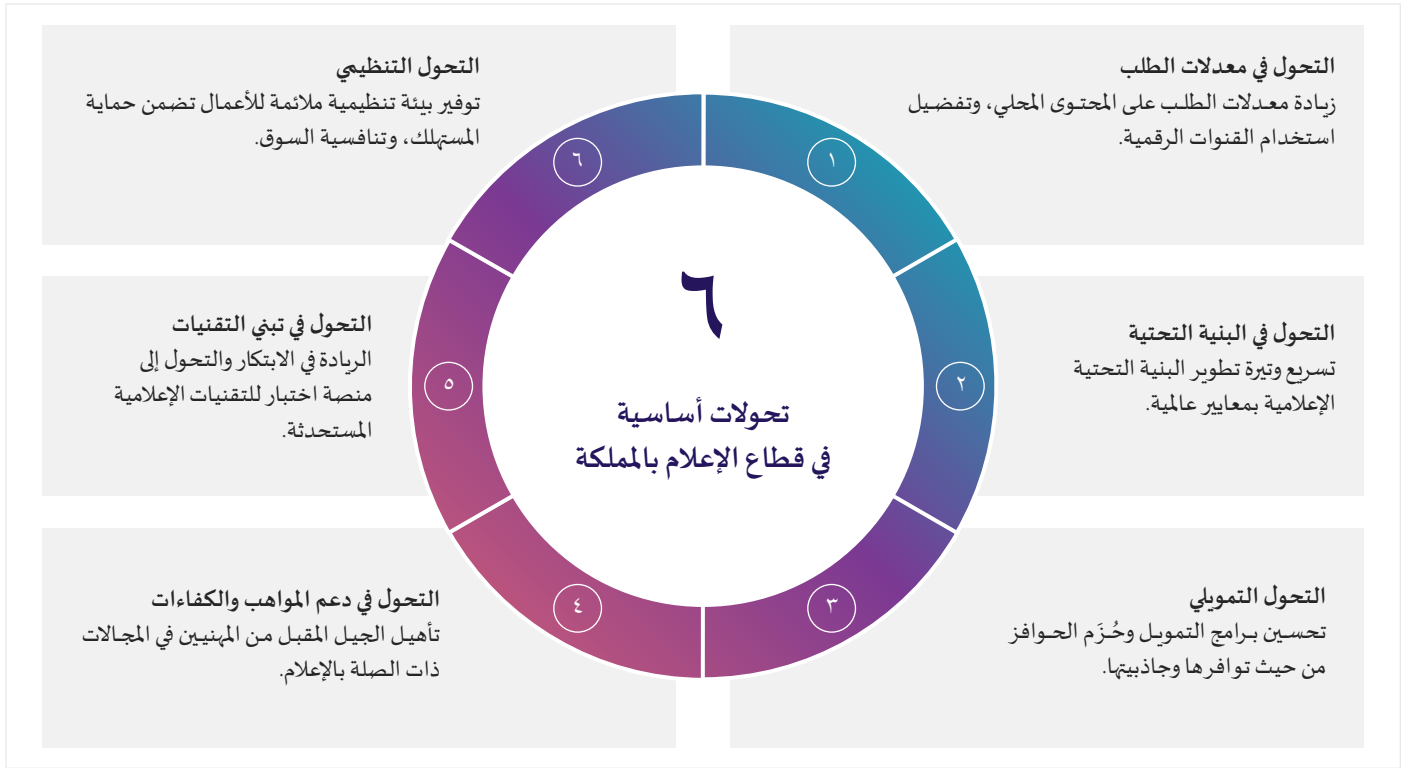 ٦
تحولات أساسية
في قطاع الإعلام بالمملكة
١
التحول في معدلات الطلب
زيادة معدلات الطلب على المحتوى المحلي، وتفضيل
استخدام القنوات الرقمية.
٢
التحول في البنية التحتية
تسريع وتيرة تطوير البنية التحتية
الإعلامية بمعايير عالمية.
٣
التحول التمويلي
تحسين برامج التمويل وحُزَم الحوافز
من حيث توافرها وجاذبيتها.
٤
التحول في دعم المواهب والكفاءات
تأهيل الجيل المقبل من المهنيين في المجالات
ذات الصلة بالإعلام.
٥
التحول في تبني التقنيات
الريادة في الابتكار والتحول إلى
منصة اختبار للتقنيات الإعلامية
المستحدثة.
٦
التحول التنظيمي
توفير بيئة تنظيمية ملائمة للأعمال تضمن حماية
المستهلك، وتنافسية السوق.